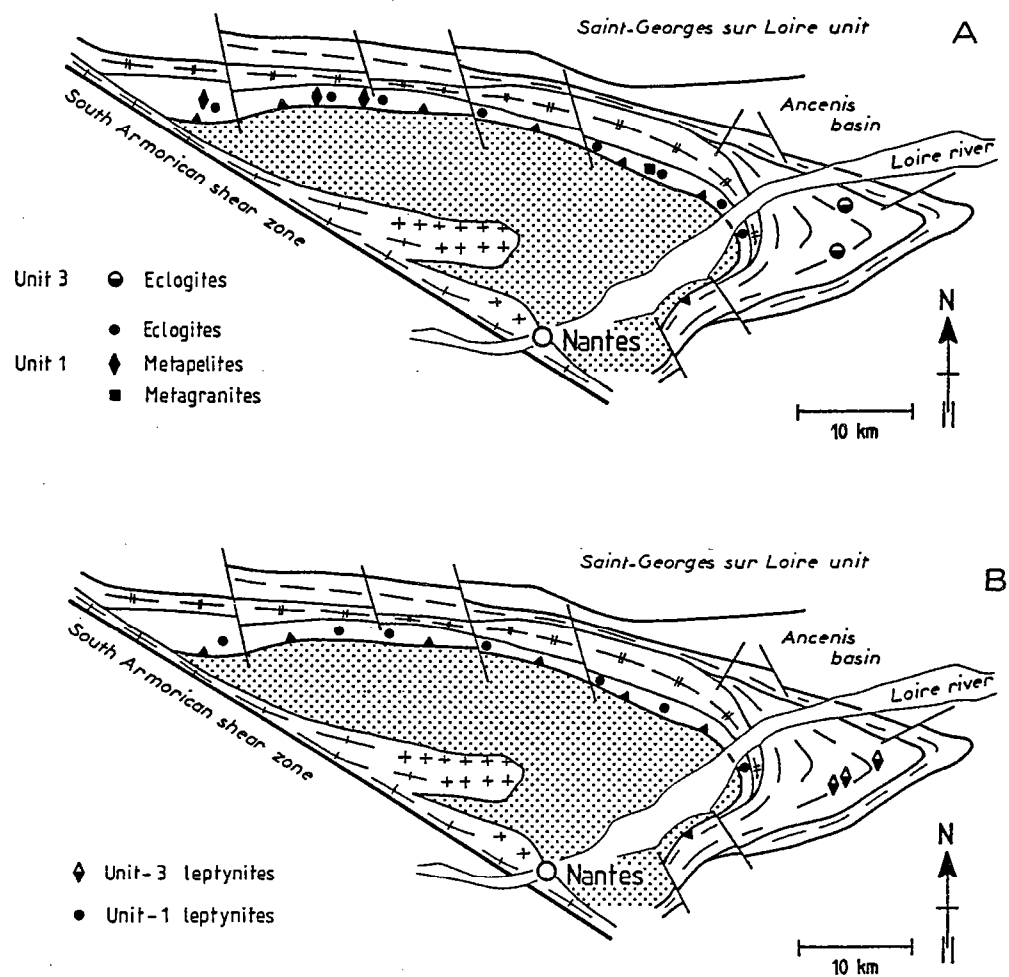 Saint-Georges sur Loire unit
A
Ancenis
basin
Loire river
South Armorican shear zone
Unit 3 Eclogites
Eclogites
Unit 1 Metapelites
Metagranites
Nantes
N
10 km
Saint-Georges sur Loire unit
B
Ancenis
basin
Loire river
South Armorican shear zone
Nantes
N
Unit-3 leptynites
Unit-1 leptynites
10 km